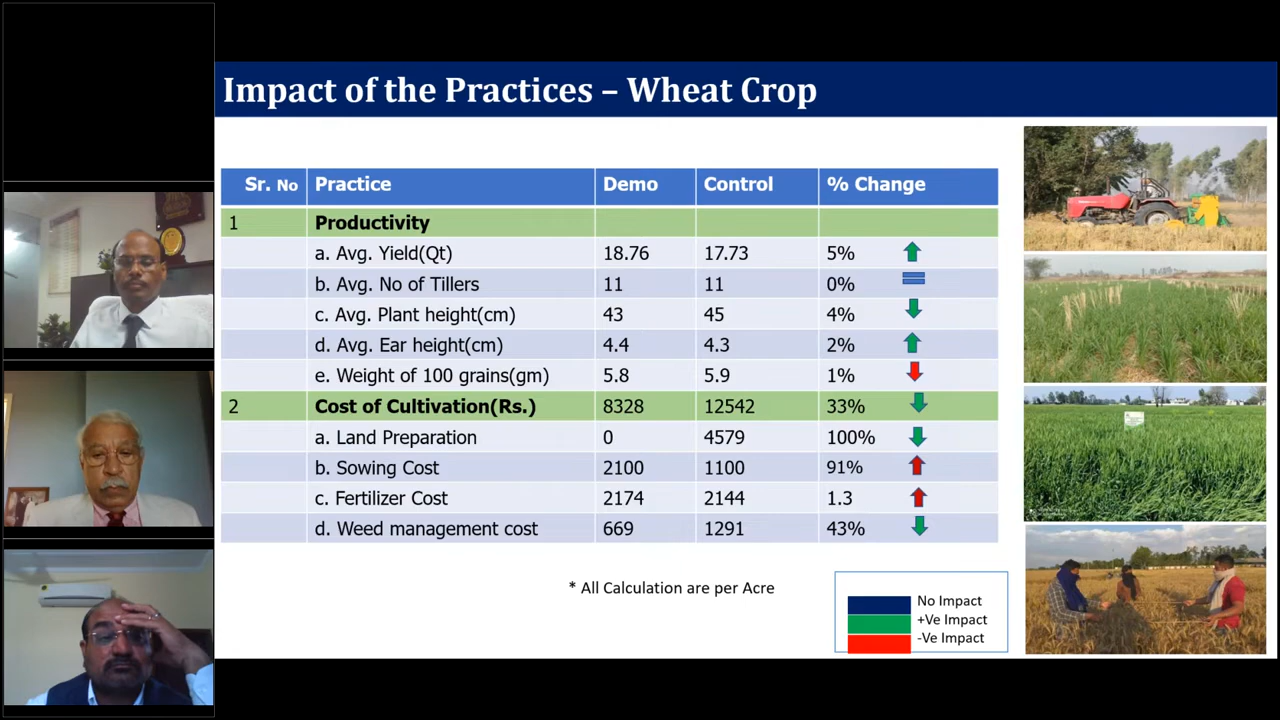 Impact of the Practices – Wheat Crop
Sr. No Practice Demo Control % Change
1 Productivity
a. Avg. Yield(Qt) 18.76 17.73 5%
b. Avg. No of Tillers 11 11 0%
c. Avg. Plant height(cm) 43 45 4%
d. Avg. Ear height(cm) 4.4 4.3 2%
e. Weight of 100 grains(gm) 5.8 5.9 1%
2 Cost of Cultivation(Rs.) 8328 12542 33%
a. Land Preparation 0 4579 100%
b. Sowing Cost 2100 1100 91%
c. Fertilizer Cost 2174 2144 1.3
d. Weed management cost 669 1291 43%
* All Calculation are per Acre
No Impact
+Ve Impact
-Ve Impact